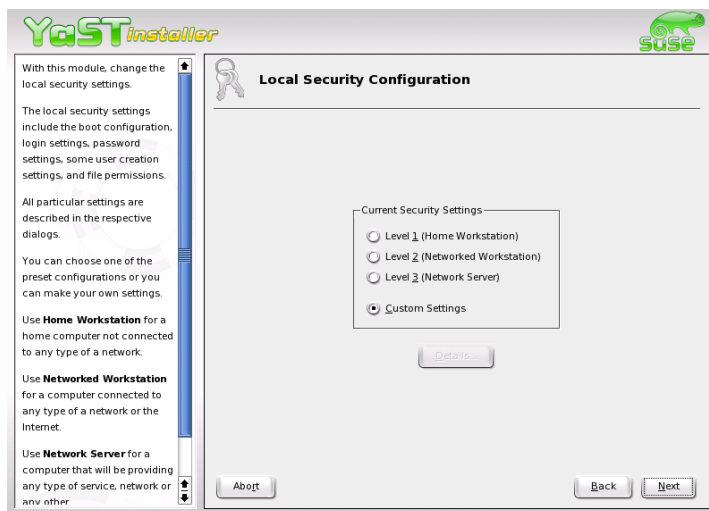 YaST installer
SUSE
With this module, change the
local security settings.
The local security settings
include the boot configuration,
login settings, password
settings, some user creation
settings, and file permissions.
All particular settings are
described in the respective
dialogs.
You can choose one of the
preset configurations or you
can make your own settings.
Use Home Workstation for a
home computer not connected
to any type of a network.
Use Networked Workstation
for a computer connected to
any type of a network or the
Internet.
Use Network Server for a
computer that will be providing
any type of service, network or
any other
Local Security Configuration
Current Security Settings
Level 1 (Home Workstation)
Level 2 (Networked Workstation)
Level 3 (Network Server)
Custom Settings
Details...
Abort
Back
Next